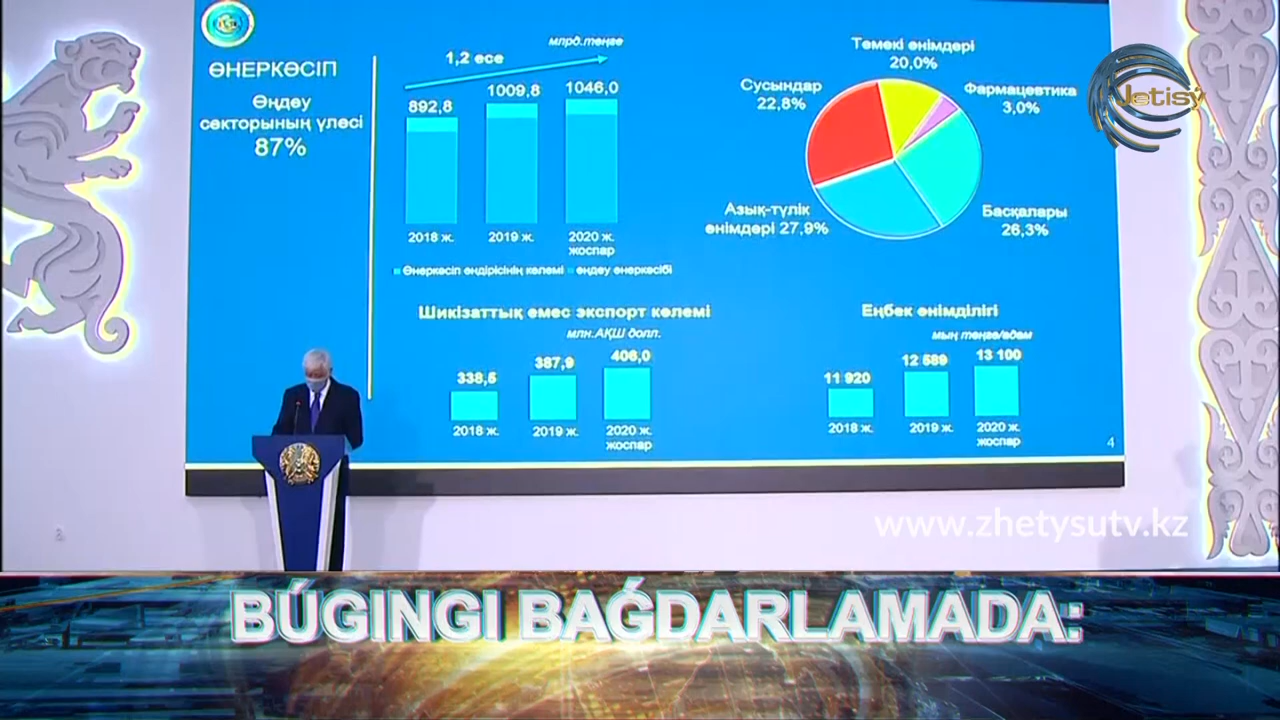 ӨНЕРКӘСІП
Өңдеу
секторының үлесі
87%
млрд.теңге
1,2 есе
892,8
1009,8
1046,0
2018 ж.
2019 ж.
2020 ж.
жоспар
Өнеркәсіп өндірісінің көлемі
өңдеу өнеркәсібі
Темекі өнімдері
20,0%
Сусындар
22,8%
Фармацевтика
3,0%
Азық-түлік
өнімдері 27,9%
Басқалары
26,3%
Jetisý
Шикізаттық емес экспорт көлемі
млн.АҚШ долл.
338,5
387,9
406,0
2018 ж.
2019 ж.
2020 ж.
жоспар
Еңбек өнімділігі
мың теңге/адам
11 920
12 589
13 100
2018 ж.
2019 ж.
2020 ж.
жоспар
4
www.zhetysutv.kz
BÚGINGI BAǴDARLAMADA: